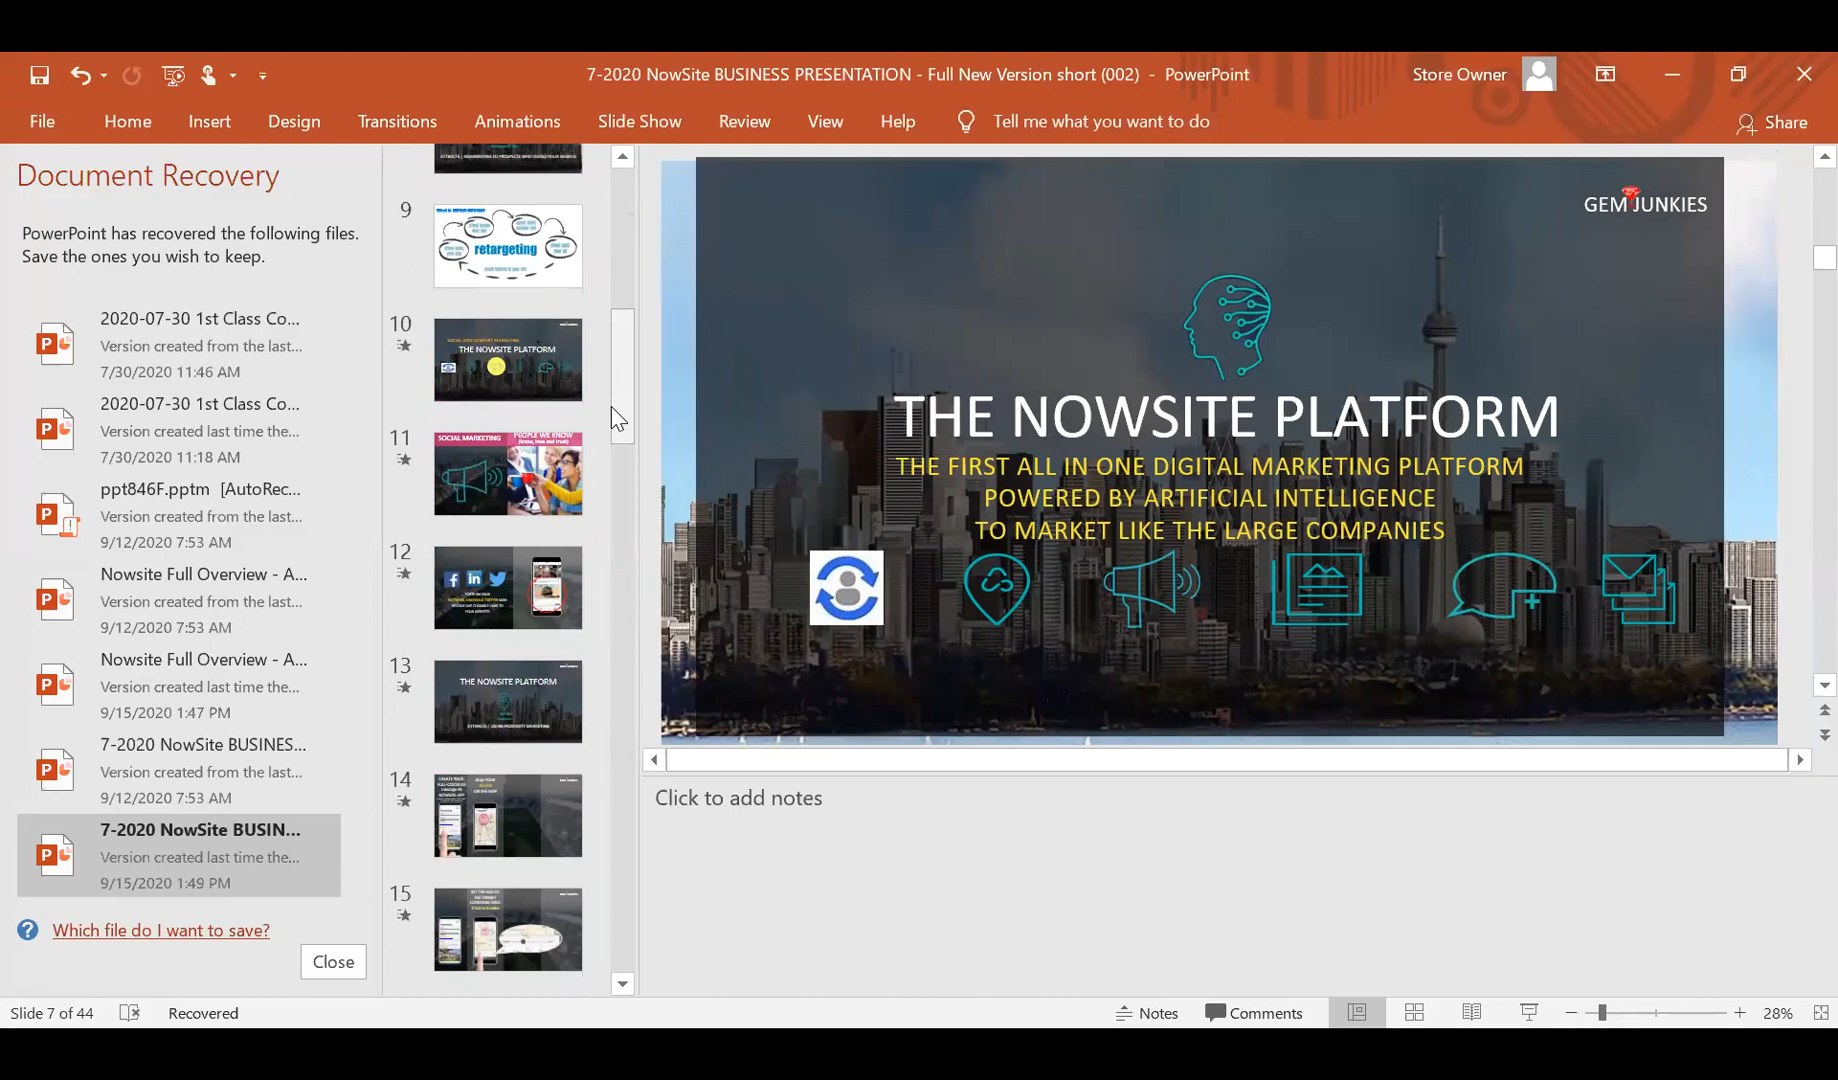 7-2020 NowSite BUSINESS PRESENTATION - Full New Version short (002) - PowerPoint
Store Owner
File Home Insert Design Transitions Animations Slide Show Review View Help Tell me what you want to do Share
Document Recovery
PowerPoint has recovered the following files.
Save the ones you wish to keep.
2020-07-30 1st Class Co...
Version created from the last...
7/30/2020 11:46 AM
2020-07-30 1st Class Co...
Version created last time the...
7/30/2020 11:18 AM
ppt846F.pptm [AutoRec...
Version created from the last...
9/12/2020 7:53 AM
Nowsite Full Overview - A...
Version created from the last...
9/12/2020 7:53 AM
Nowsite Full Overview - A...
Version created last time the...
9/15/2020 1:47 PM
7-2020 NowSite BUSINES...
Version created from the last...
9/12/2020 7:53 AM
7-2020 NowSite BUSIN...
Version created last time the...
9/15/2020 1:49 PM
Which file do I want to save?
Close
9
retargeting
10
THE NOWSITE PLATFORM
11
SOCIAL MARKETING
PEOPLE WE KNOW
12
13
THE NOWSITE PLATFORM
14
15
GEM JUNKIES
THE NOWSITE PLATFORM
THE FIRST ALL IN ONE DIGITAL MARKETING PLATFORM
POWERED BY ARTIFICIAL INTELLIGENCE
TO MARKET LIKE THE LARGE COMPANIES
Click to add notes
Slide 7 of 44 Recovered Notes Comments 28%